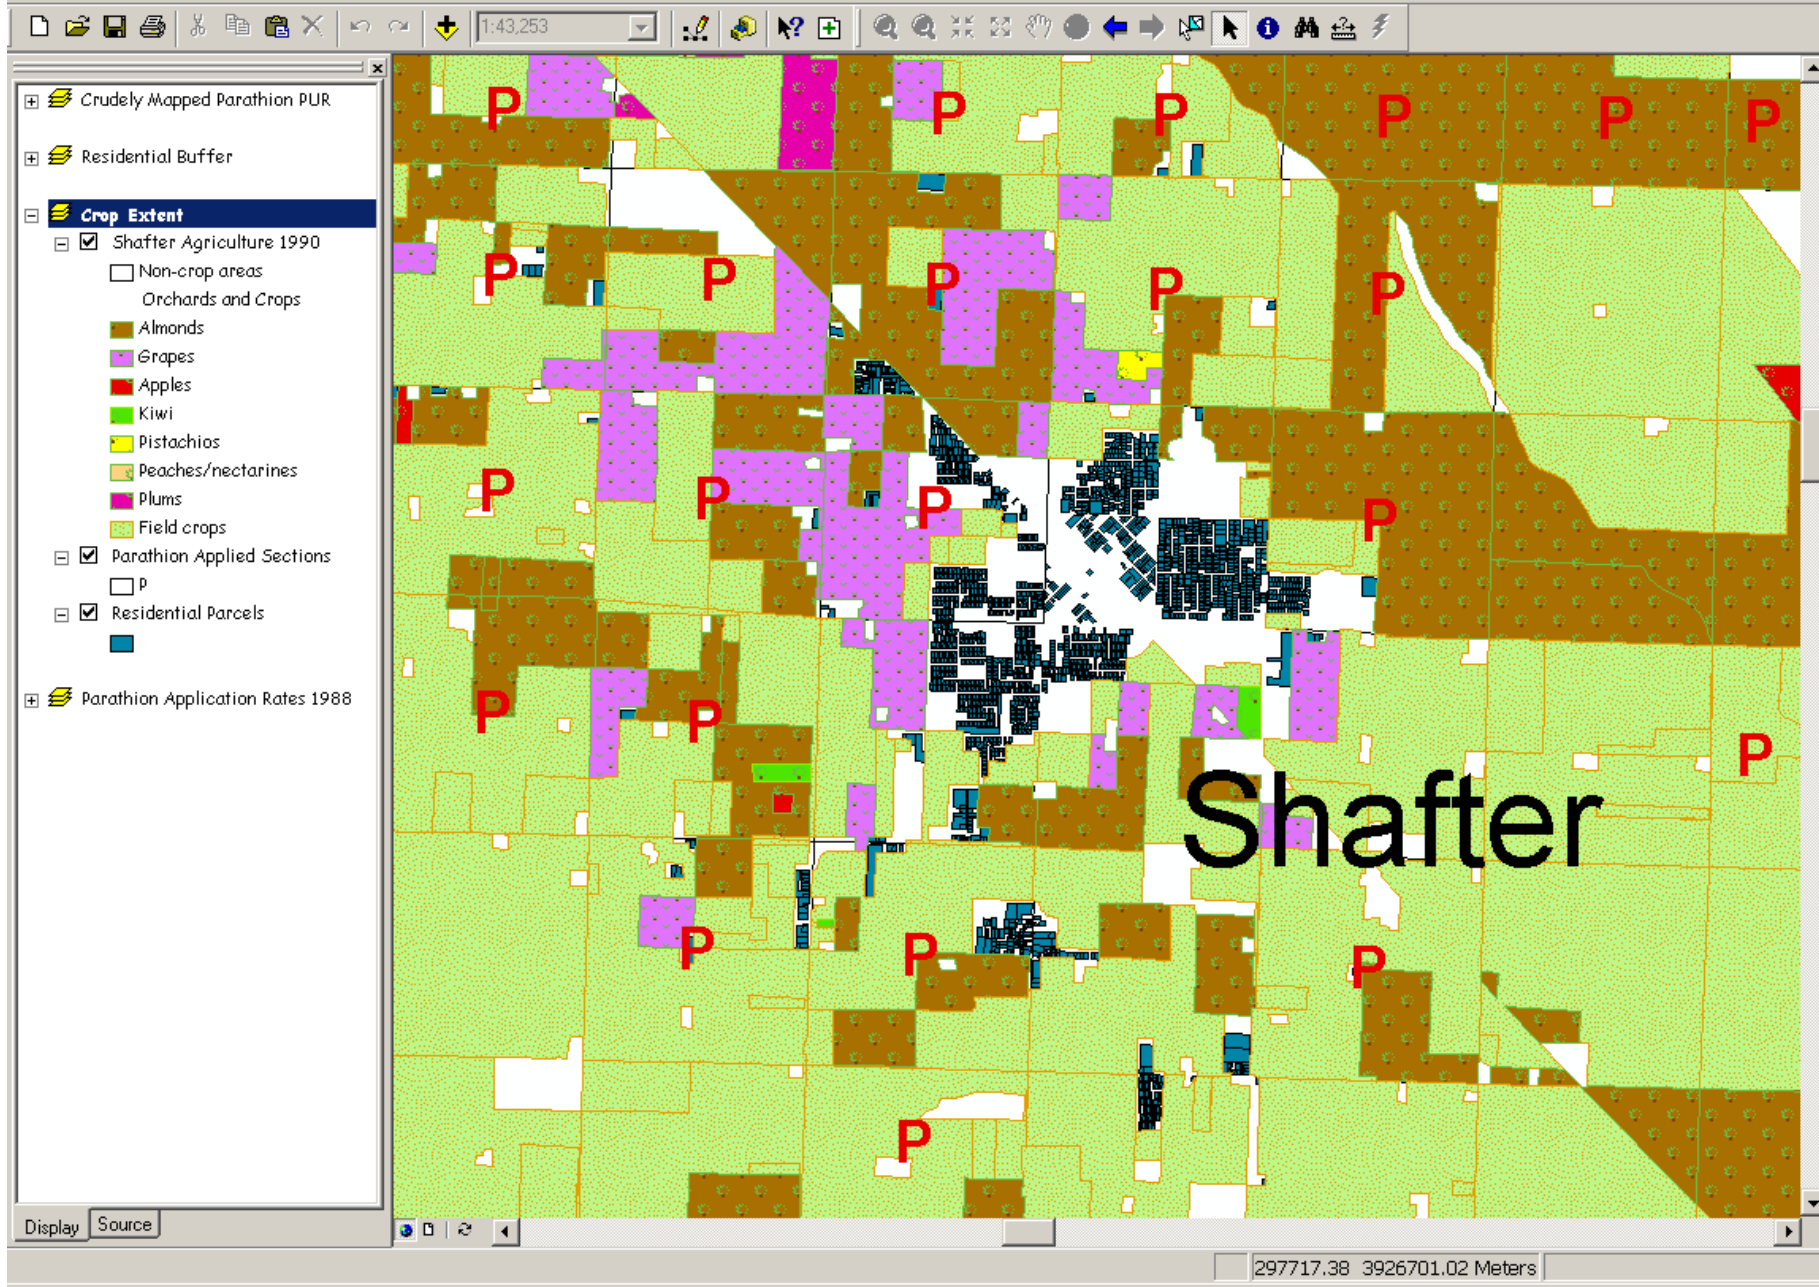 1:43,253
Crudely Mapped Parathion PUR
Residential Buffer
Crop Extent
Shafter Agriculture 1990
Non-crop areas
Orchards and Crops
Almonds
Grapes
Apples
Kiwi
Pistachios
Peaches/nectarines
Plums
Field crops
Parathion Applied Sections
P
Residential Parcels
Parathion Application Rates 1988
Display Source
P P P P P P
P P P P P
P P P P
P P P
Shafter
P P P
P
297717.38 3926701.02 Meters